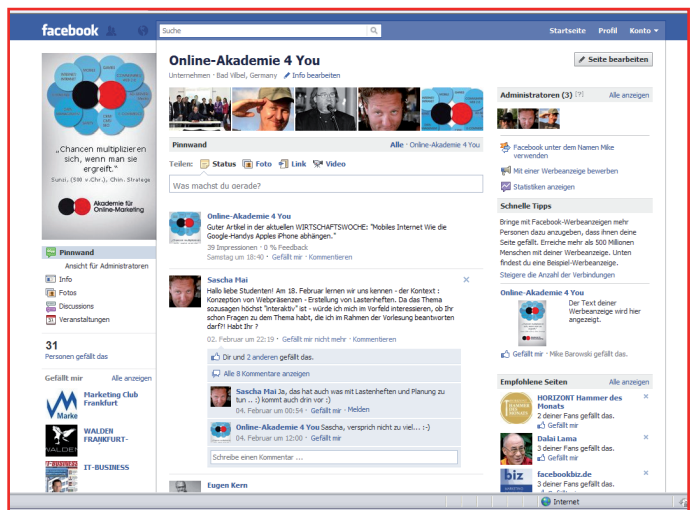 facebook
Suche
Startseite Profil Konto
Online-Akademie 4 You
Unternehmen · Bad Vilbel, Germany Info bearbeiten
Seite bearbeiten
„Chancen multiplizieren
sich, wenn man sie
ergreift.“
Sunzi, (500 v.Chr.), Chin. Stratege
Akademie für
Online-Marketing
Pinnwand
Ansicht für Administratoren
Info
Fotos
Discussions
Veranstaltungen
31
Personen gefällt das
Gefällt mir Alle anzeigen
Marketing Club
Frankfurt
Marke
WALDEN
FRANKFURT-
WALDEN
IT-BUSINESS
Pinnwand Alle · Online-Akademie 4 You
Teilen: Status Foto Link Video
Was machst du gerade?
Online-Akademie 4 You
Guter Artikel in der aktuellen WIRTSCHAFTSWOCHE: "Mobiles Internet Wie die
Google-Handys Apples Phone abhängen."
39 Impressionen · 0 % Feedback
Samstag um 18:40 · Gefällt mir · Kommentieren
Sascha Mai
Hallo liebe Studenten! Am 18. Februar lernen wir uns kennen - der Kontext :
Konzeption von Webpräsenzen - Erstellung von Lastenheften. Da das Thema
sozusagen höchst "interaktiv" ist - würde ich mich im Vorfeld interessieren, ob Ihr
schon Fragen zu dem Thema habt, die ich im Rahmen der Vorlesung beantworten
darf?! Habt Ihr ?
02. Februar um 22:19 · Gefällt mir nicht mehr · Kommentieren
Dir und 2 anderen gefällt das.
Alle 8 Kommentare anzeigen
Sascha Mai Ja, das hat auch was mit Lastenheften und Planung zu
tun .. :) kommt auch drin vor :)
04. Februar um 00:54 · Gefällt mir · Melden
Online-Akademie 4 You Sascha, versprich nicht zu viel... :-)
04. Februar um 12:00 · Gefällt mir
Schreibe einen Kommentar ...
Eugen Kern
Administratoren (3) [?] Alle anzeigen
Facebook unter dem Namen Mike
verwenden
Mit einer Werbeanzeige bewerben
Statistiken anzeigen
Schnelle Tipps
Bringe mit Facebook-Werbeanzeigen mehr
Personen dazu anzugeben, dass ihnen deine
Seite gefällt. Erreiche mehr als 500 Millionen
Menschen mit deiner Werbeanzeige. Unten
findest du eine Beispiel-Werbeanzeige.
Steigere die Anzahl der Verbindungen
Online-Akademie 4 You
Der Text deiner
Werbeanzeige wird hier
angezeigt.
Gefällt mir · Mike Barowski gefällt das.
Empfohlene Seiten Alle anzeigen
HORIZONT Hammer des
Monats
2 deiner Fans gefällt das.
Gefällt mir
Dalai Lama
3 deiner Fans gefällt das.
Gefällt mir
biz
facebookbiz.de
2 deiner Fans gefällt das.
Internet